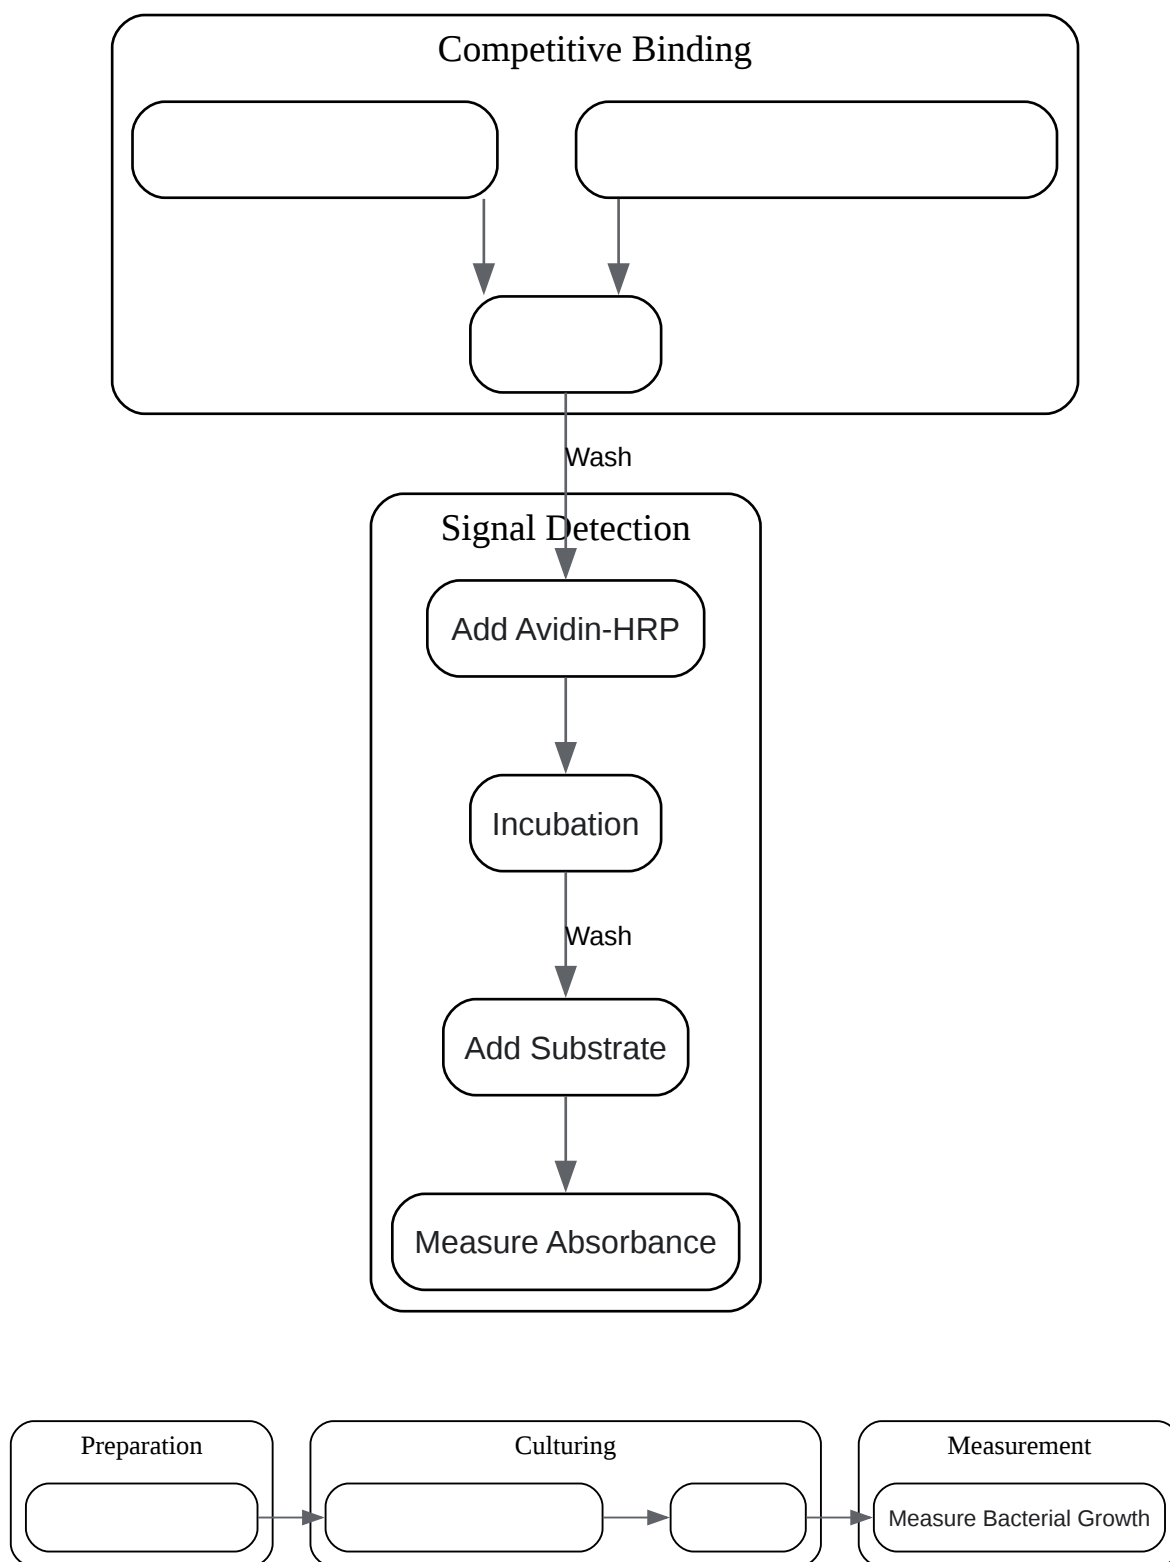 Competitive Binding
Wash
Signal Detection
Add Avidin-HRP
Incubation
Wash
Add Substrate
Measure Absorbance
Preparation
Culturing
Measurement
Measure Bacterial Growth